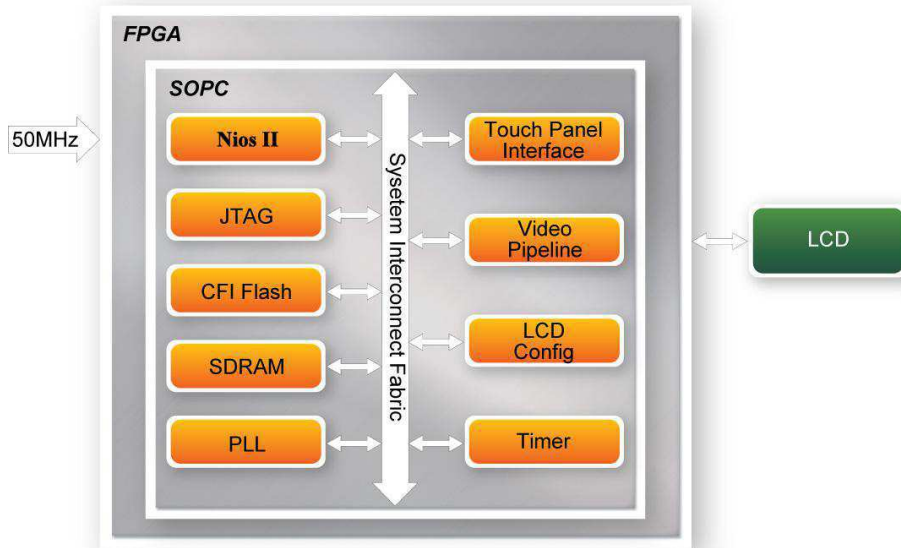 FPGA
SOPC
50MHz
Nios II
JTAG
CFI Flash
SDRAM
PLL
Sysetem Interconnect Fabric
Touch Panel
Interface
Video
Pipeline
LCD
Config
Timer
LCD